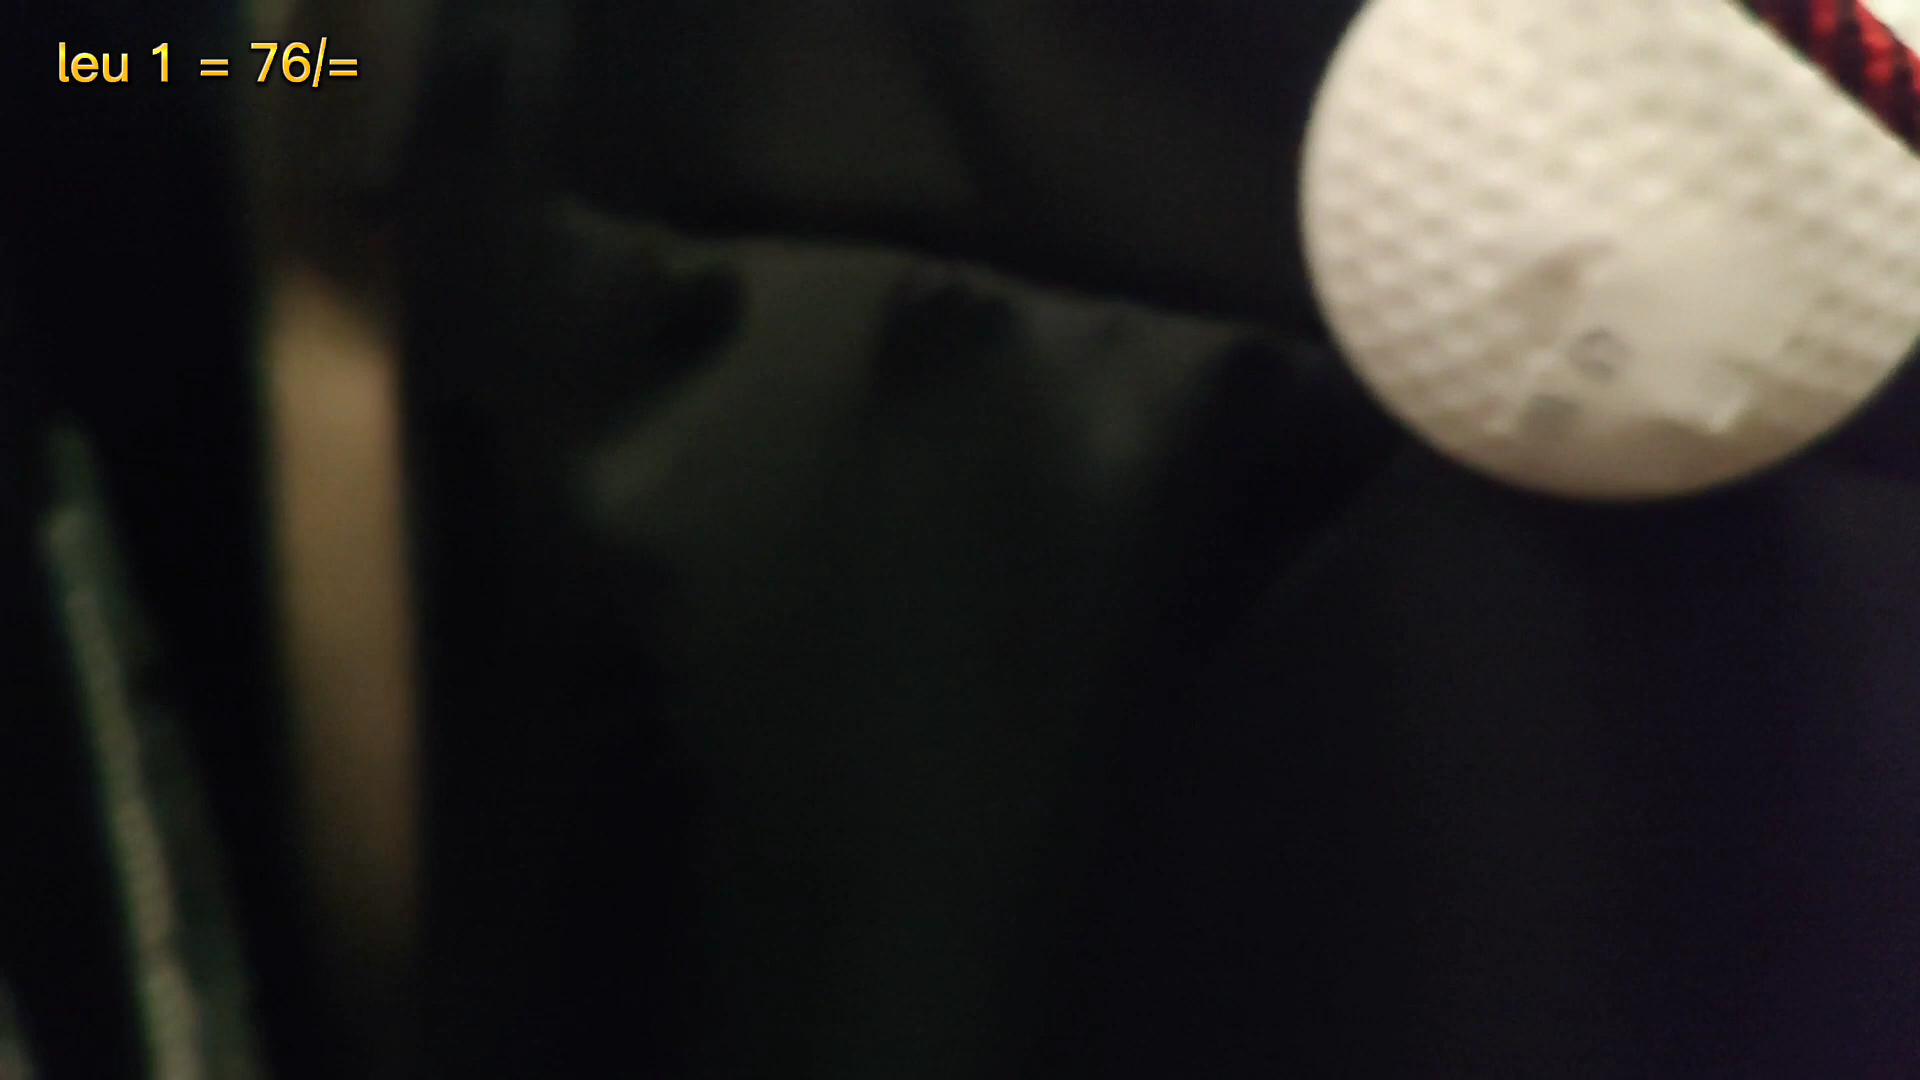 leu 1 = 76/=